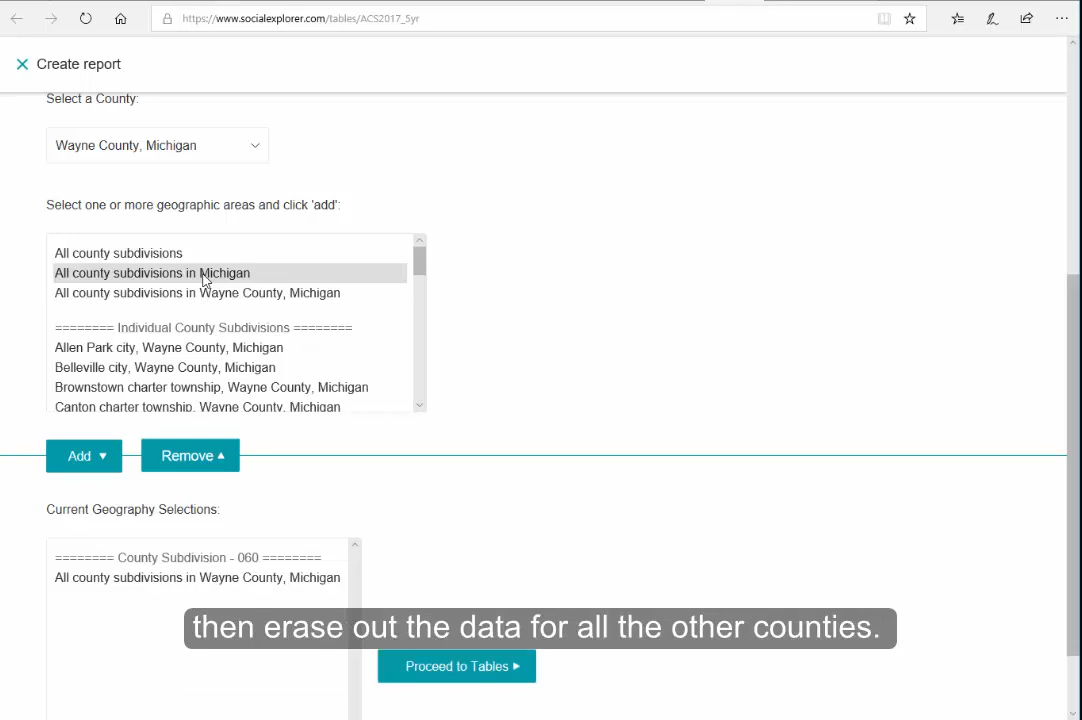 https://www.socialexplorer.com/tables/ACS2017_5yr
Create report
Select a County:
Wayne County, Michigan
Select one or more geographic areas and click 'add':
All county subdivisions
All county subdivisions in Michigan
All county subdivisions in Wayne County, Michigan
======== Individual County Subdivisions ========
Allen Park city, Wayne County, Michigan
Belleville city, Wayne County, Michigan
Brownstown charter township, Wayne County, Michigan
Canton charter township, Wayne County, Michigan
Add
Remove
Current Geography Selections:
======== County Subdivision - 060 ========
All county subdivisions in Wayne County, Michigan
then erase out the data for all the other counties.
Proceed to Tables